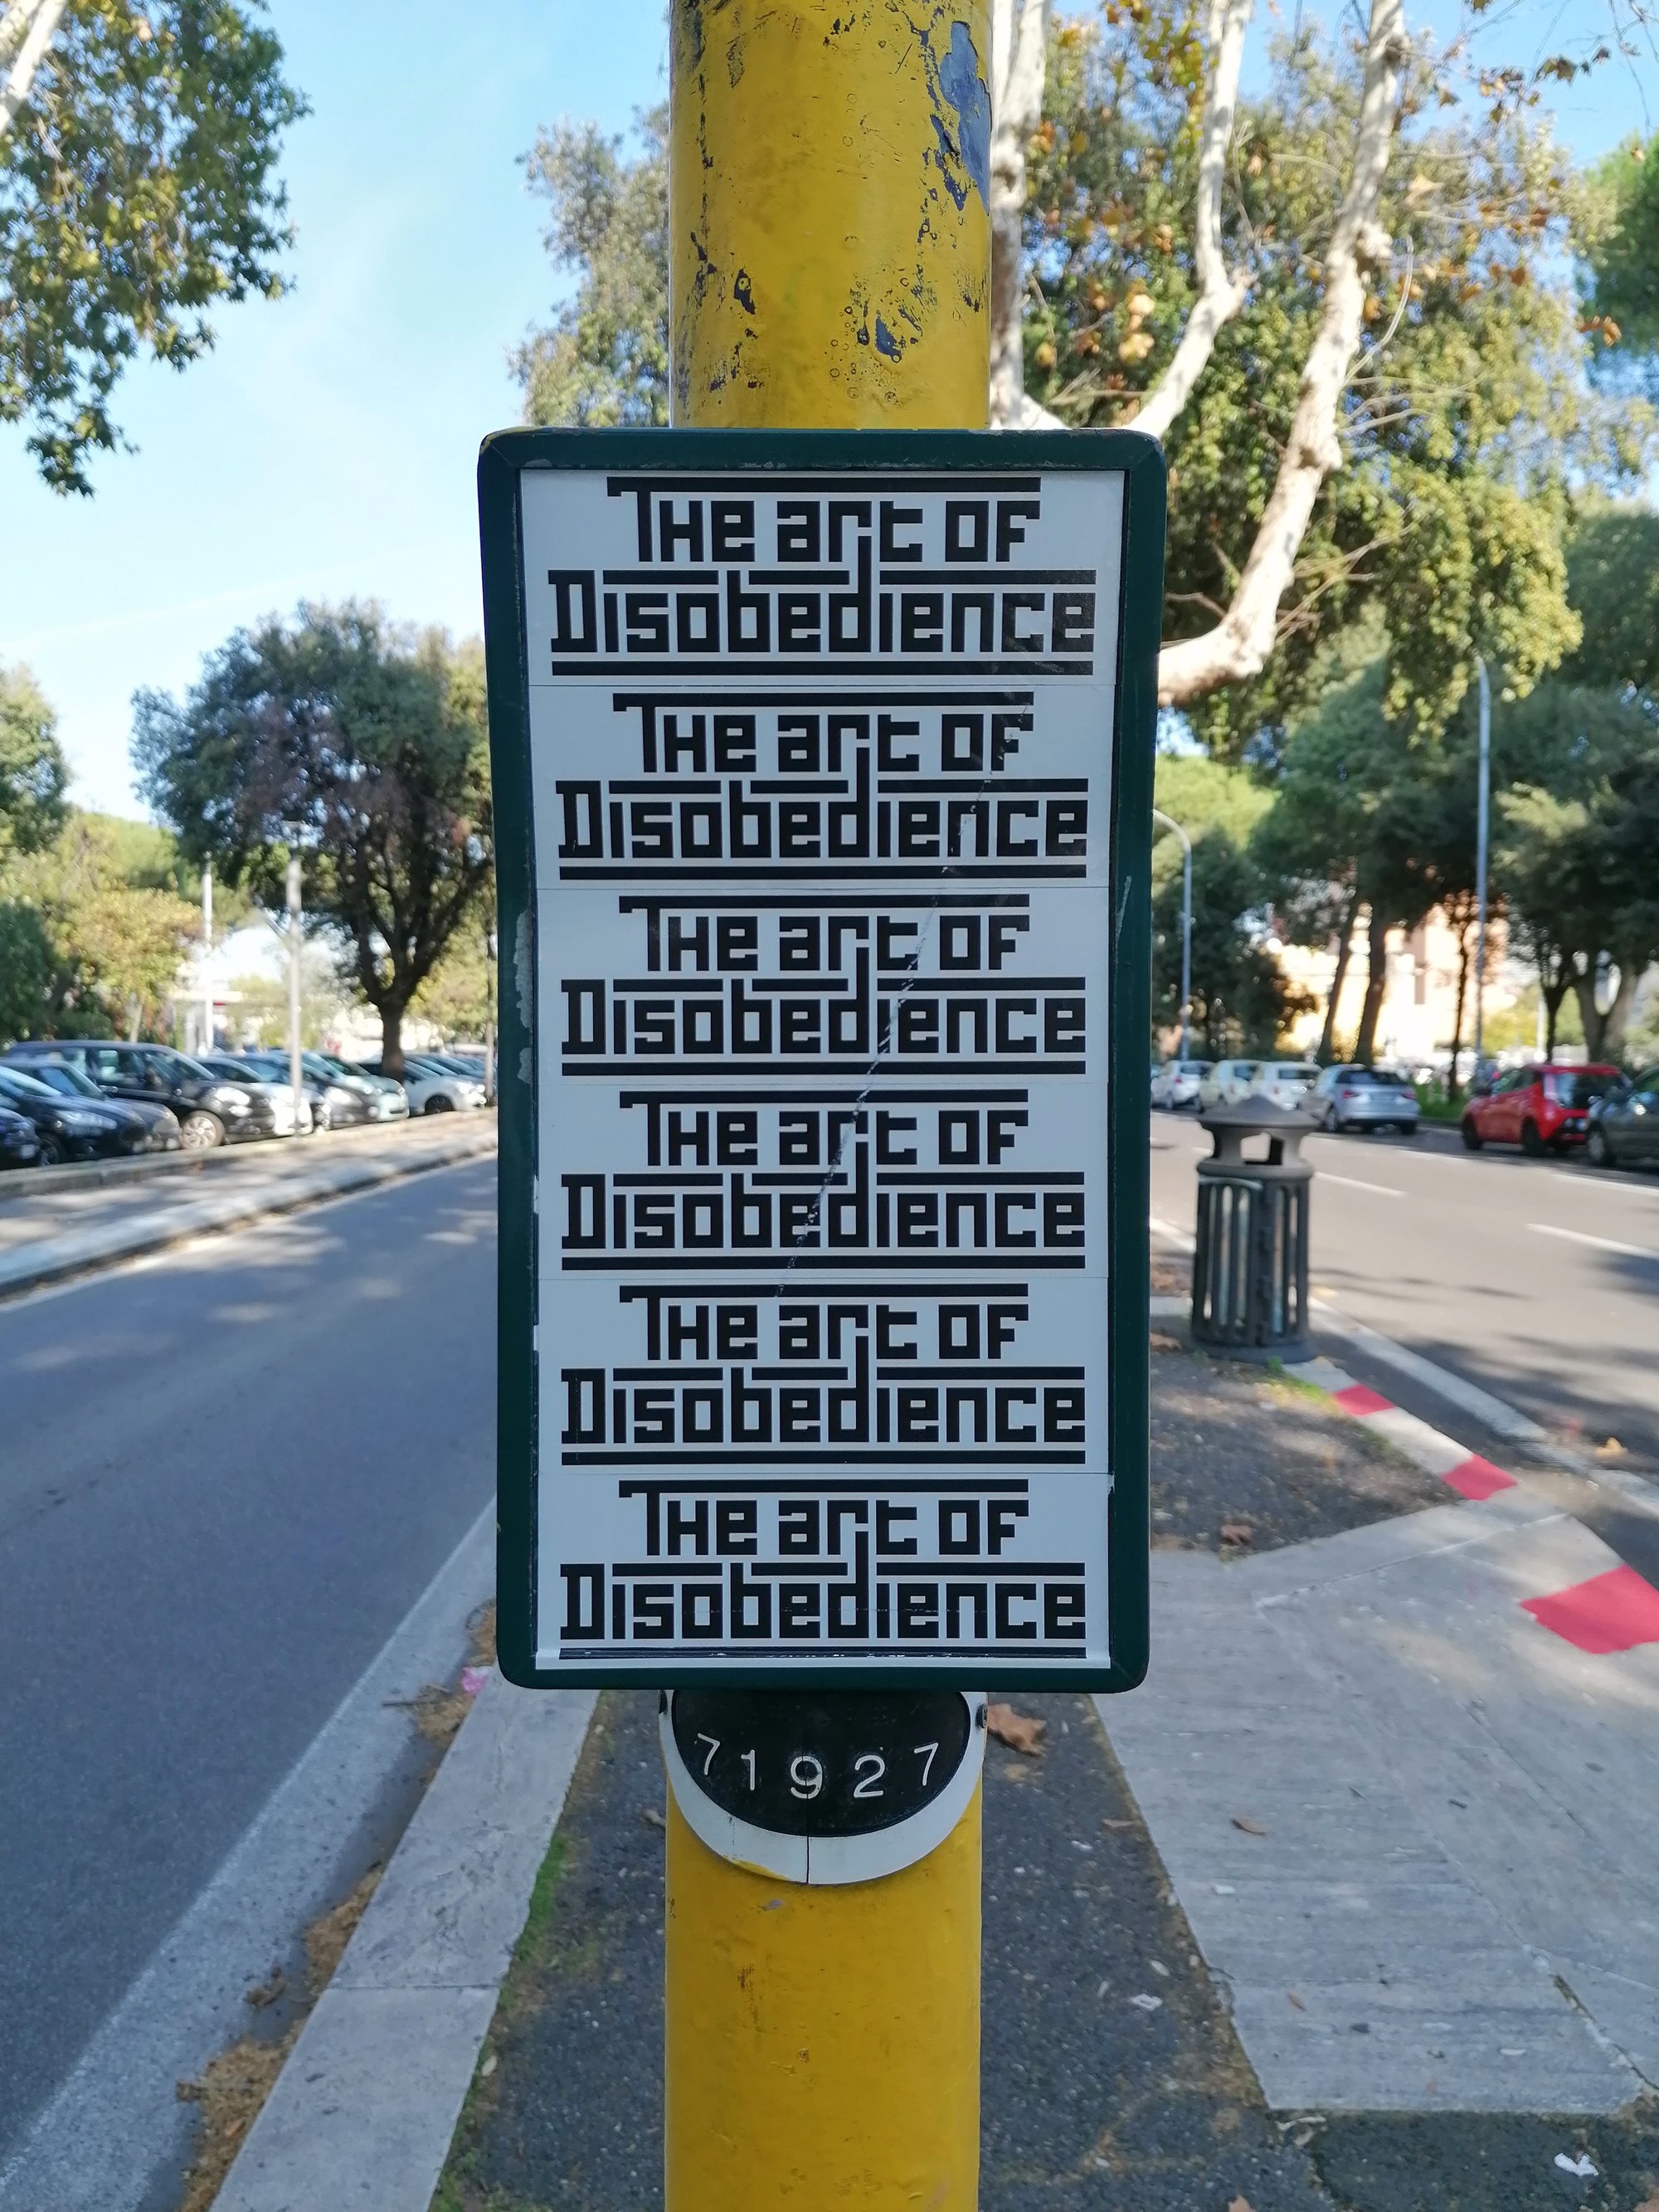 The art of
Disobedience
The art of
Disobedience
The art of
Disobedience
The art of
Disobedience
The art of
Disobedience
The art of
Disobedience
71927